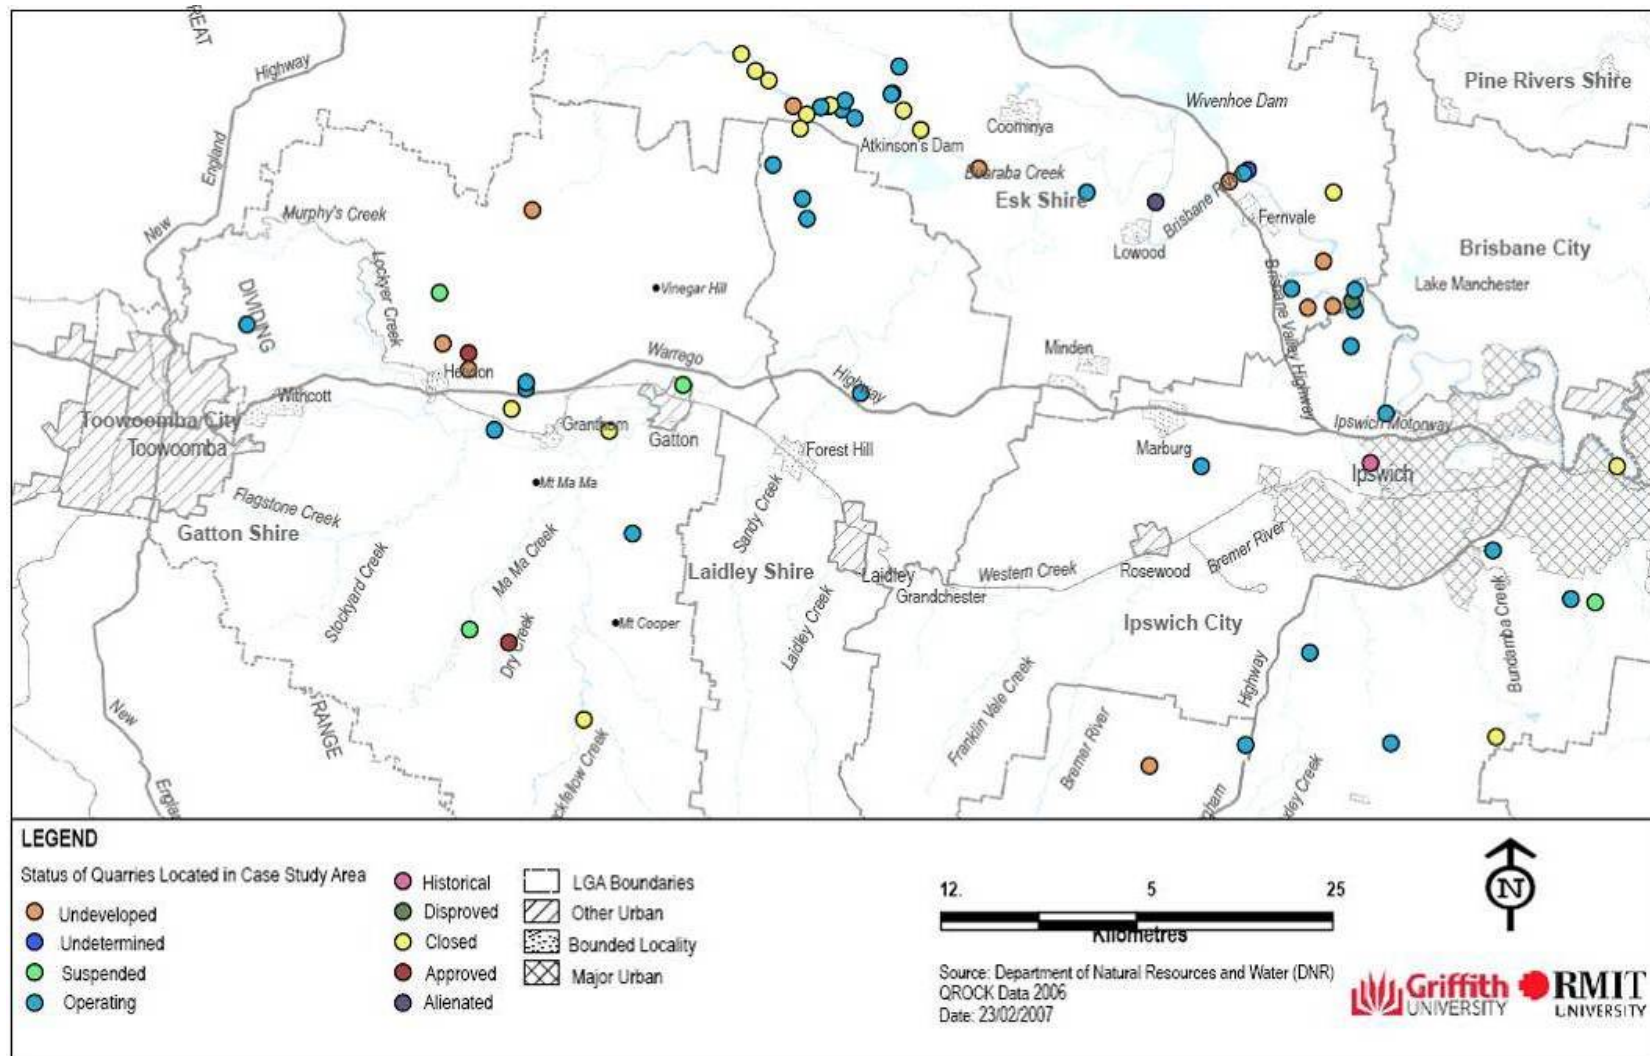 REAT
Highway
England
New
Murphy's Creek
Lockyer Creek
DIVIDING
Vinegar Hill
Helidon
Withcott
Toowoomba City
Toowoomba
Warrego
Highway
Grantham
Gatton
Forest Hill
Mt Ma Ma
Flagstone Creek
Gatton Shire
Stockyard Creek
Ma Ma Creek
Dry Creek
Mt Cooper
Sandy Creek
Laidley Shire
Laidley Creek
Laidley
Grandchester
New
RANGE
Coominya
Atkinson's Dam
Buaraba Creek
Esk Shire
Lowood
Wivenhoe Dam
Fernvale
Brisbane Valley Highway
Pine Rivers Shire
Brisbane City
Lake Manchester
Minden
Marburg
Ipswich Motorway
Ipswich
Rosewood
Western Creek
Bremer River
Ipswich City
Franklin Vale Creek
Bremer River
Highway
Bundamba Creek
LEGEND
Status of Quarries Located in Case Study Area
Undeveloped
Undetermined
Suspended
Operating
Historical
Disproved
Closed
Approved
Alienated
LGA Boundaries
Other Urban
Bounded Locality
Major Urban
12. 5 25
Kilometres
Source: Department of Natural Resources and Water (DNR)
QROCK Data 2006
Date: 23/02/2007
N
Griffith
UNIVERSITY
RMIT
UNIVERSITY